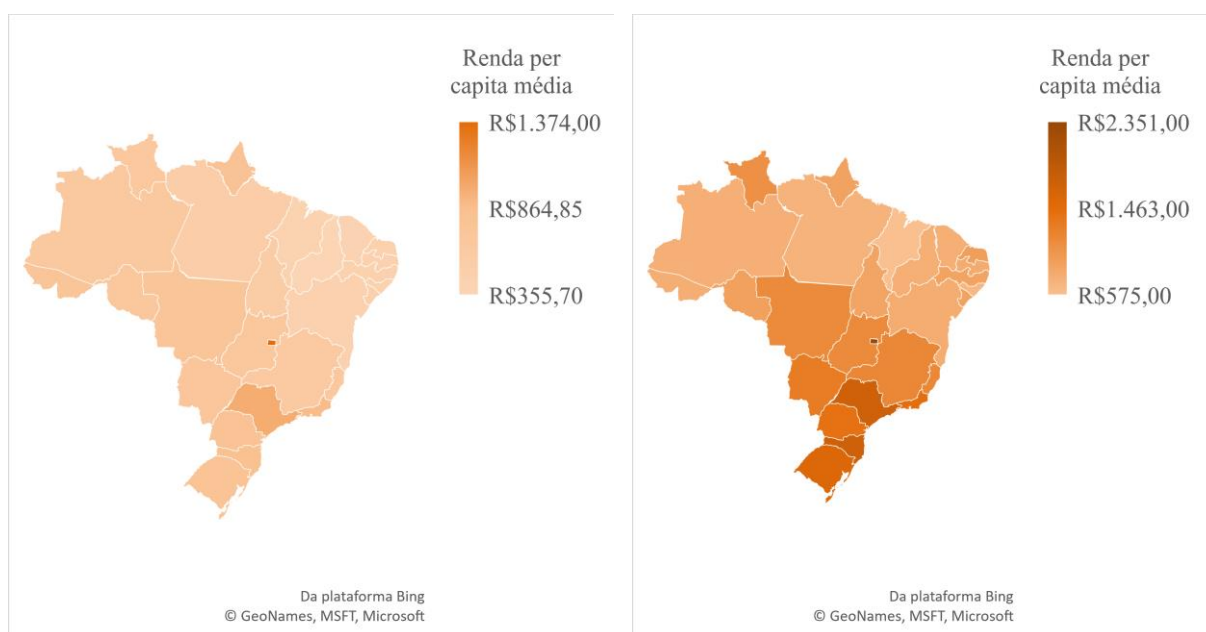 Renda per
capita média
R$1.374,00
R$864,85
R$355,70
Da plataforma Bing
© GeoNames, MSFT, Microsoft
Renda per
capita média
R$2.351,00
R$1.463,00
R$575,00
Da plataforma Bing
© GeoNames, MSFT, Microsoft